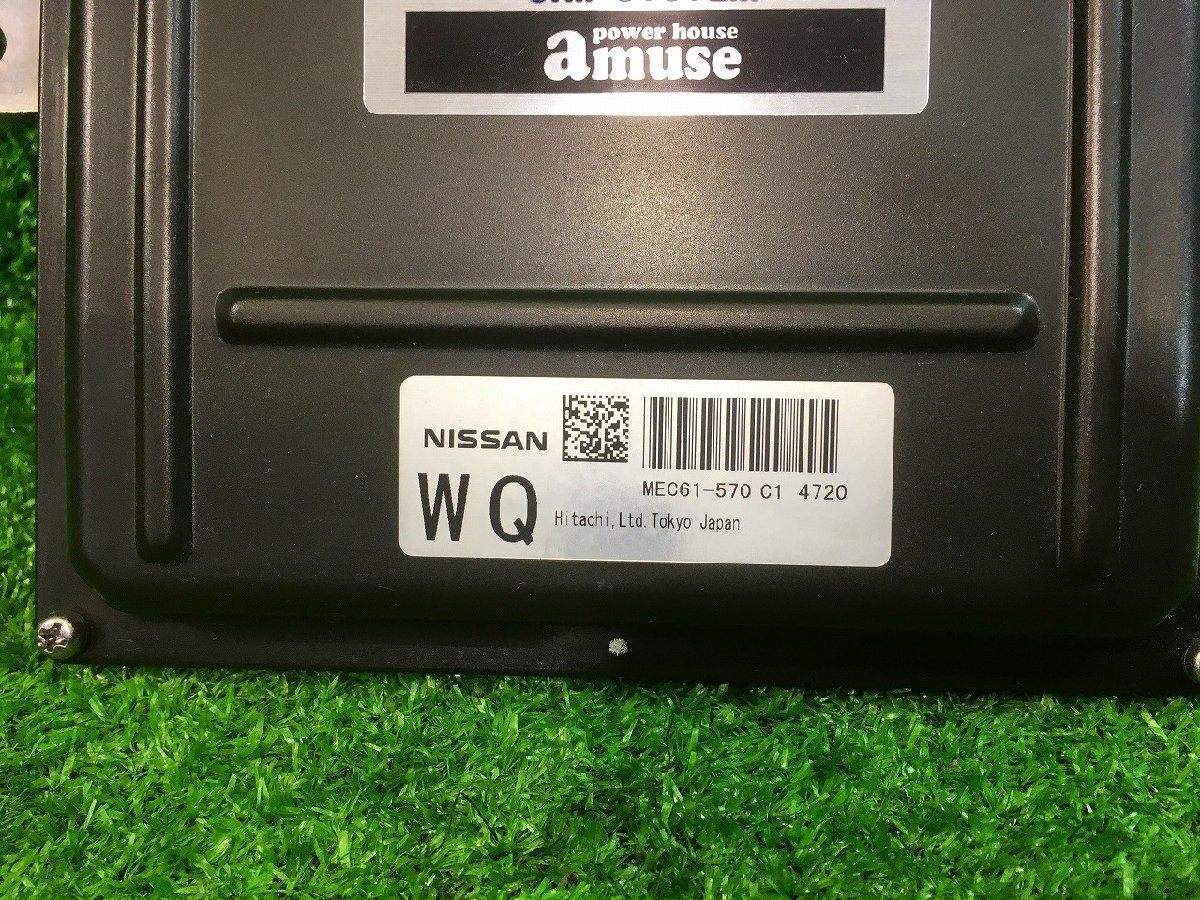 power house
amuse
NISSAN
MEC61-570 C1 4720
WQ
Hitachi,Ltd.Tokyo Japan